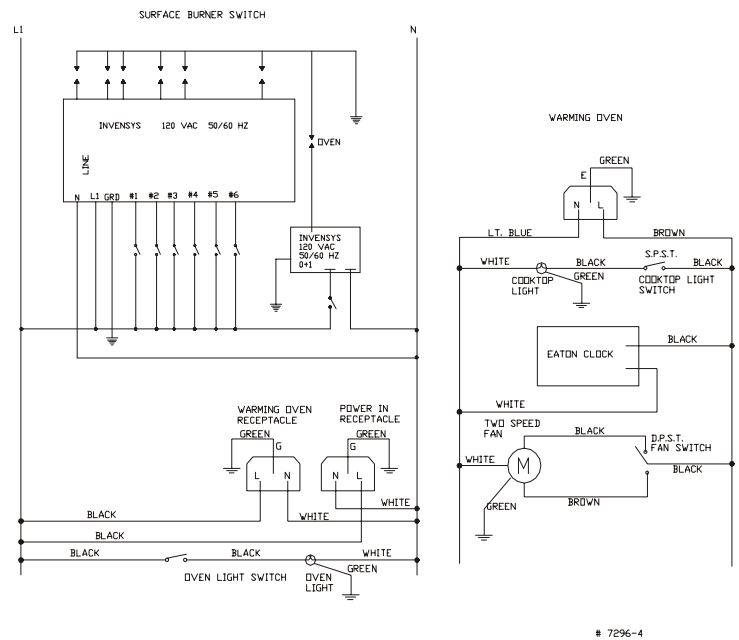 SURFACE BURNER SWITCH
L1
N
INVENSYS 120 VAC 50/60 HZ
LINE
N L1 GRD #1 #2 #3 #4 #5 #6
OVEN
INVENSYS
120 VAC
50/60 HZ
0+1
WARMING OVEN
RECEPTACLE
POWER IN
RECEPTACLE
GREEN
G
L N
GREEN
G
N L
WHITE
BLACK
WHITE
BLACK
BLACK
BLACK
WHITE
GREEN
OVEN LIGHT SWITCH
OVEN
LIGHT
WARMING OVEN
GREEN
E
N L
LT. BLUE
BROWN
WHITE
BLACK
S.P.S.T.
BLACK
GREEN
COOKTOP
LIGHT
COOKTOP LIGHT
SWITCH
EATON CLOCK
BLACK
WHITE
TWO SPEED
FAN
BLACK
D.P.S.T.
FAN SWITCH
WHITE
M
BLACK
BROWN
GREEN
# 7296-4